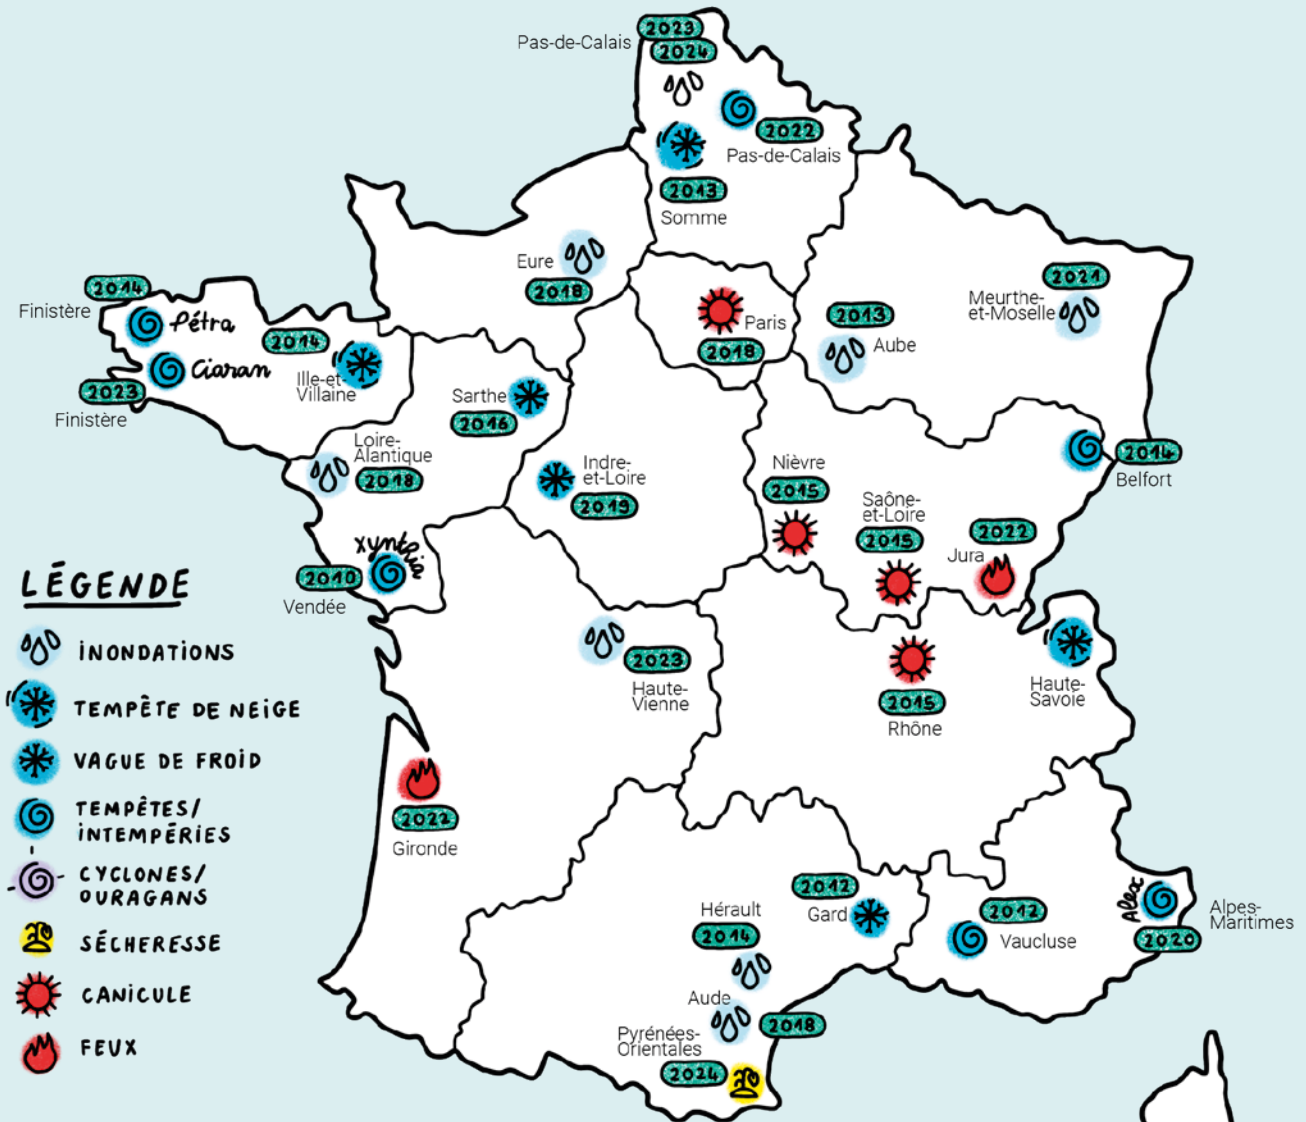 2023
Pas-de-Calais
2024
2022
Pas-de-Calais
2013
Somme
Eure
2018
2021
Meurthe-
et-Moselle
2014
Finistère
Pétra
2014
Ille-et-
Villaine
Ciaran
2023
Finistère
Paris
2018
2013
Aube
Sarthe
2016
Loire-
Alantique
2018
Indre-
et-Loire
2019
Nièvre
2015
Saône-
et-Loire
2015
2022
Jura
2014
Belfort
Xynthia
2010
Vendée
LÉGENDE
INONDATIONS
TEMPÊTE DE NEIGE
VAGUE DE FROID
TEMPÊTES/
INTEMPÉRIES
CYCLONES/
OURAGANS
SÉCHERESSE
CANICULE
FEUX
2023
Haute-
Vienne
2015
Rhône
Haute-
Savoie
2022
Gironde
2012
Gard
Hérault
2014
Aude
2018
Pyrénées-
Orientales
2024
2012
Vaucluse
Alex
2020
Alpes-
Maritimes